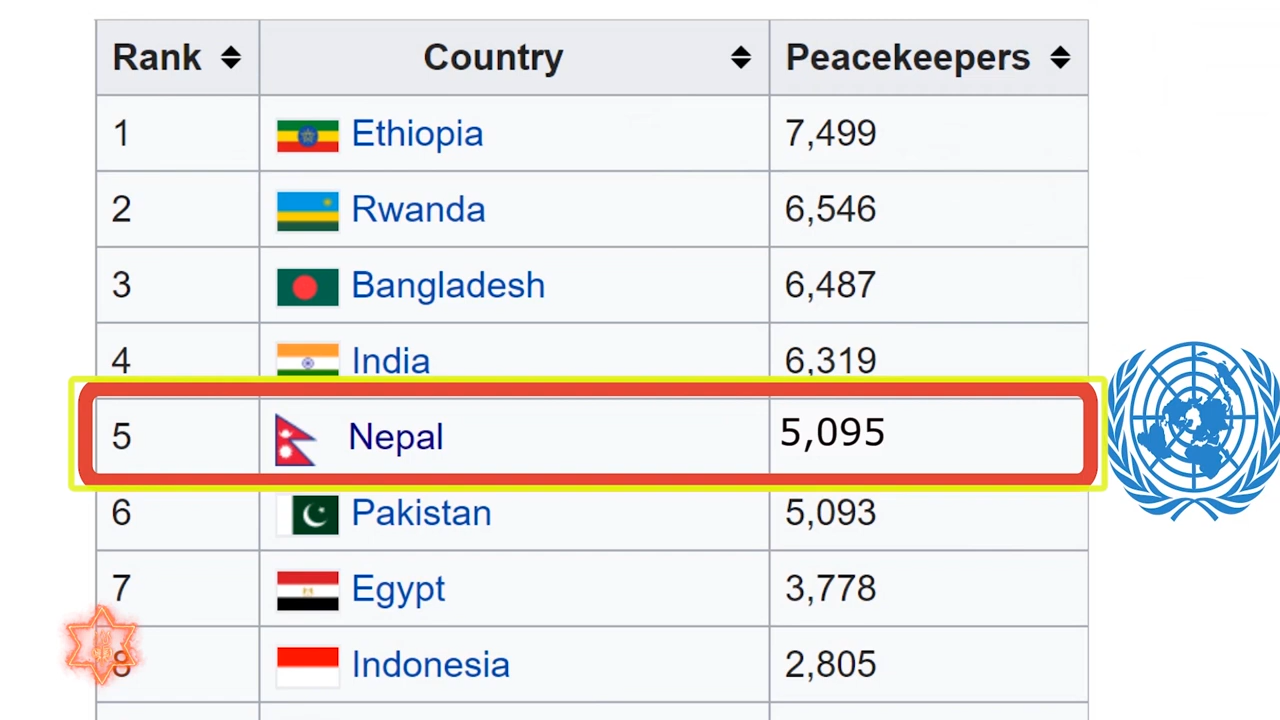 Rank Country Peacekeepers
1 Ethiopia 7,499
2 Rwanda 6,546
3 Bangladesh 6,487
4 India 6,319
5 Nepal 5,095
6 Pakistan 5,093
7 Egypt 3,778
8 Indonesia 2,805